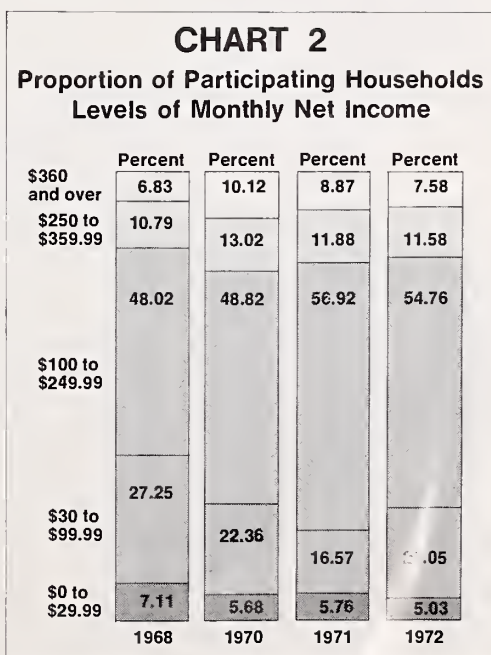 CHART 2
Proportion of Participating Households
Levels of Monthly Net Income
Percent Percent Percent Percent
$360
and over
6.83 10.12 8.87 7.58
$250 to
$359.99
10.79 13.02 11.88 11.58
48.02 48.82 56.92 54.76
$100 to
$249.99
27.25 22.36 16.57
$30 to
$99.99
$0 to
$29.99
7.11 5.68 5.76 5.03
1968 1970 1971 1972